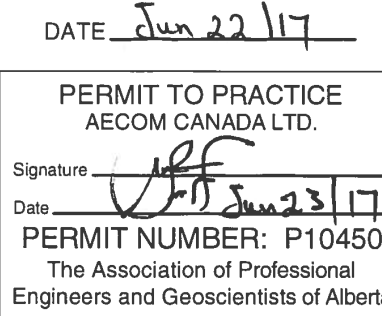 DATE Jun 22/17
PERMIT TO PRACTICE
AECOM CANADA LTD.
Signature
Date Jun 23/17
PERMIT NUMBER: P10450
The Association of Professional
Engineers and Geoscientists of Albert